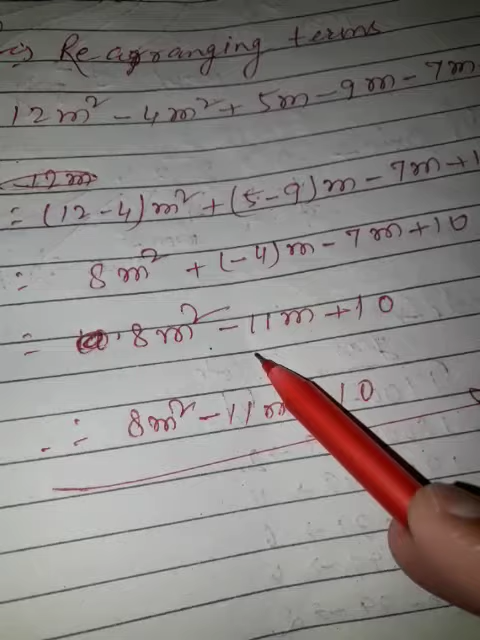 i) Rearranging terms
12m² - 4m² + 5m - 9m - 7m
= (12-4)m² + (5-9)m - 7m + 1
= 8m² + (-4)m - 7m + 10
= 8m² - 11m + 10
= 8m² - 11m 10